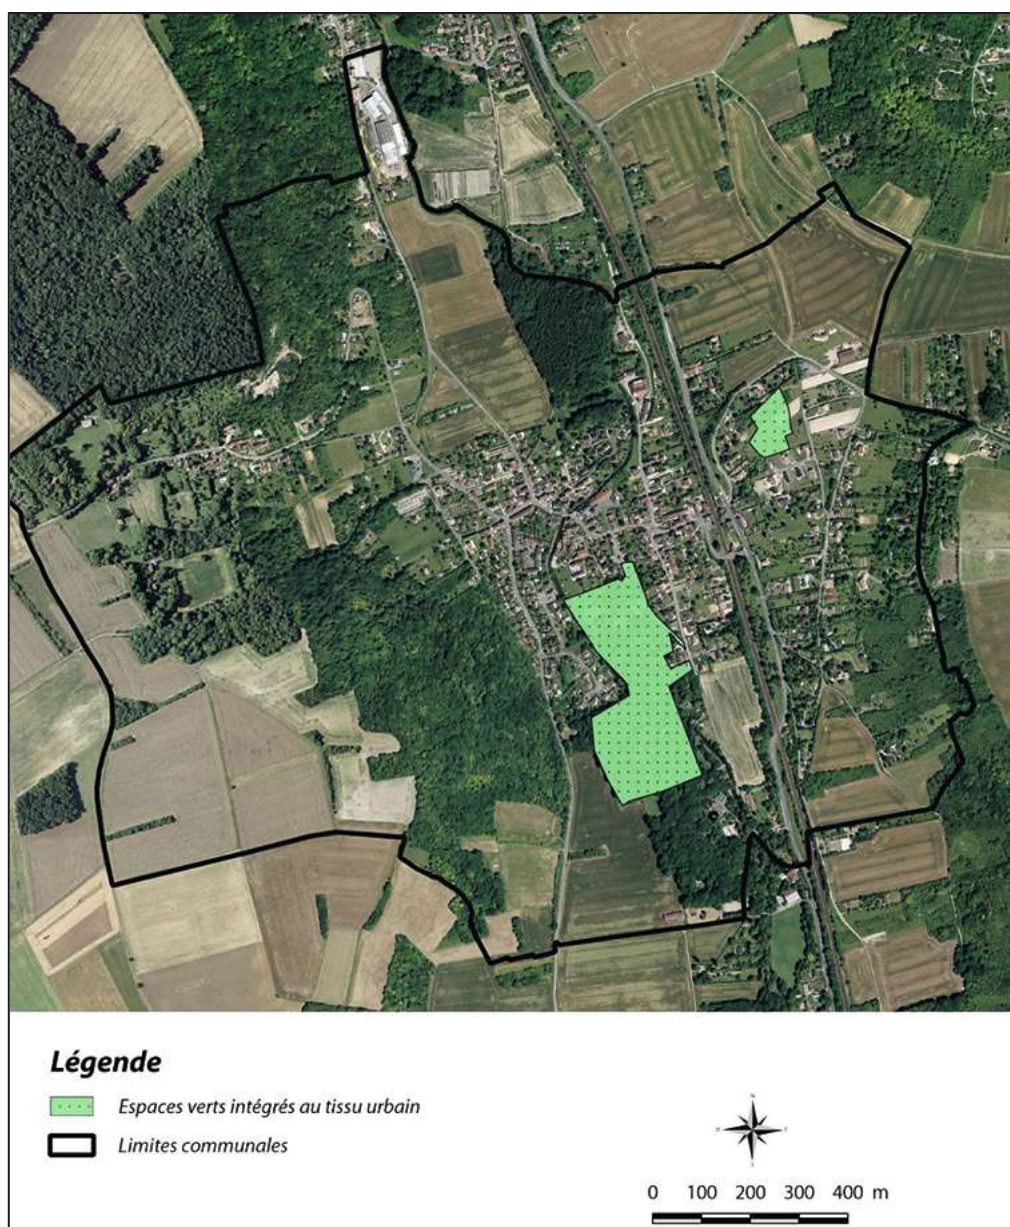 Légende
Espaces verts intégrés au tissu urbain
Limites communales
N
S
0 100 200 300 400 m